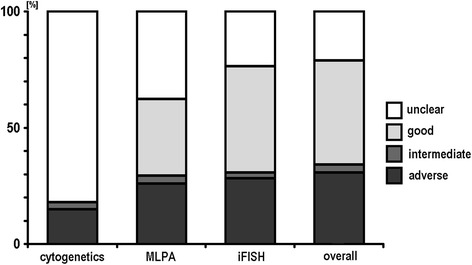 [%]
100
50
0
unclear
good
intermediate
adverse
cytogenetics MLPA iFISH overall